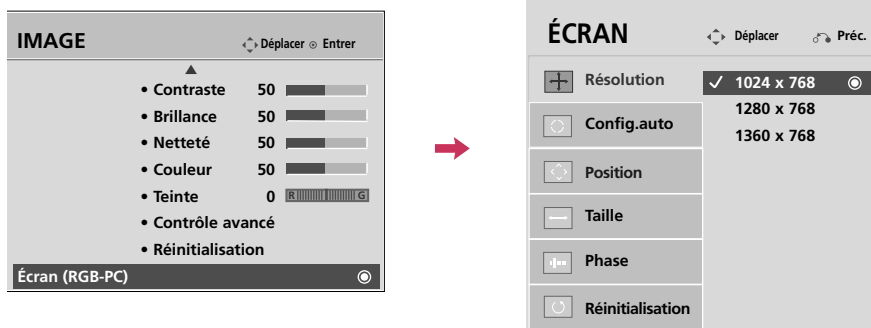 IMAGE
Déplacer Entrer
• Contraste 50
• Brillance 50
• Netteté 50
• Couleur 50
• Teinte 0 R G
• Contrôle avancé
• Réinitialisation
Écran (RGB-PC)
ÉCRAN
Déplacer Préc.
Résolution
Config.auto
Position
Taille
Phase
Réinitialisation
✓ 1024 x 768
1280 x 768
1360 x 768